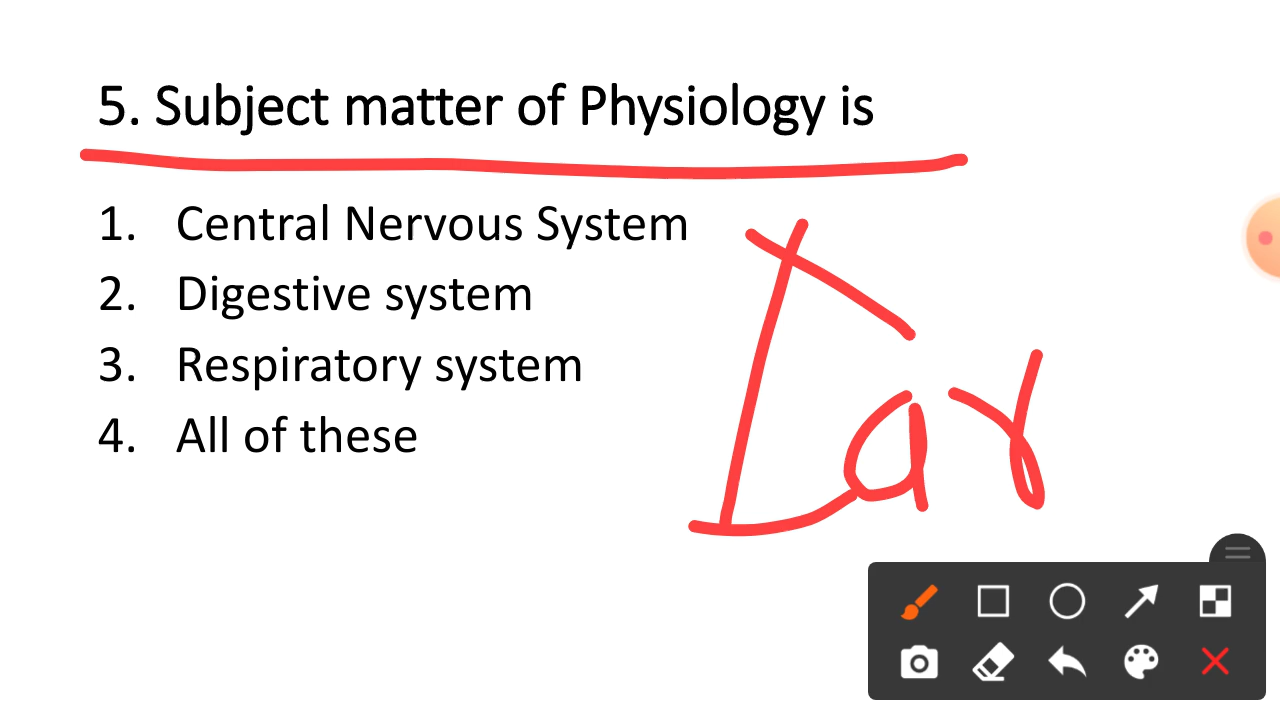 5. Subject matter of Physiology is
1. Central Nervous System
2. Digestive system
3. Respiratory system
4. All of these